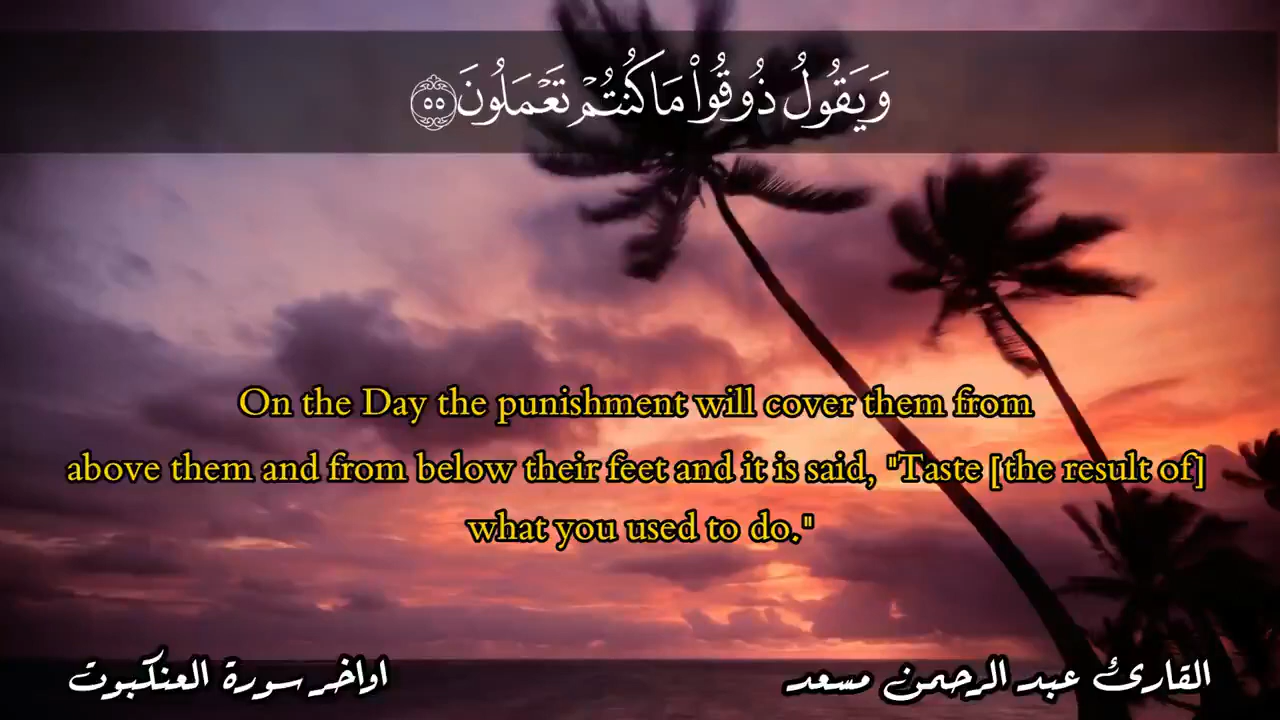 وَيَقُولُ ذُوقُواْ مَا كُنتُمۡ تَعۡمَلُونَ ٥٥
On the Day the punishment will cover them from
above them and from below their feet and it is said, "Taste [the result of]
what you used to do."
القارئ عبد الرحمن مسعد
اواخر سورة العنكبوت